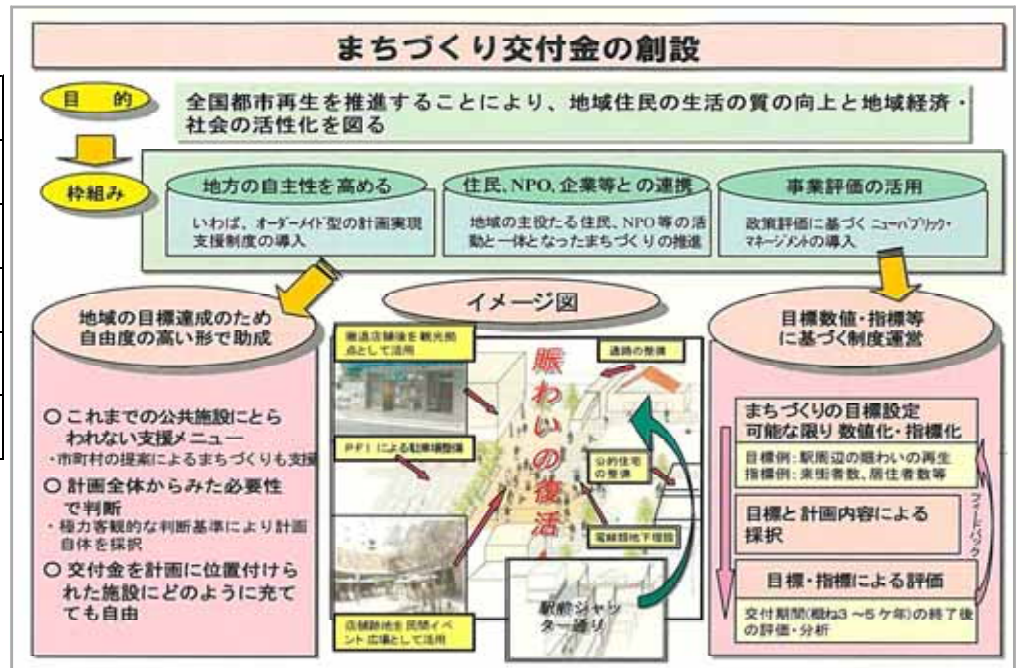 まちづくり交付金の創設
目 的
全国都市再生を推進することにより、地域住民の生活の質の向上と地域経済・
社会の活性化を図る
枠組み
地方の自主性を高める
いわば、オーダーメイド型の計画実現
支援制度の導入
住民、NPO、企業等との連携
地域の主役たる住民、NPO等の活
動と一体となったまちづくりの推進
事業評価の活用
政策評価に基づくニューパブリック・
マネージメントの導入
地域の目標達成のため
自由度の高い形で助成
○ これまでの公共施設にとら
われない支援メニュー
・市町村の提案によるまちづくりも支援
○ 計画全体からみた必要性
で判断
・極力客観的な判断基準により計画
自体を採択
○ 交付金を計画に位置付けら
れた施設にどのように充て
ても自由
イメージ図
撤退店舗後を観光拠
点として活用
PFIによる駐車場整備
店舗跡地を民間イベ
ント広場として活用
賑わいの復活！
通路の整備
公的住宅
の整備
電線類地下埋設
駅前シャッ
ター通り
目標数値・指標等
に基づく制度運営
まちづくりの目標設定
可能な限り数値化・指標化
目標例：駅周辺の賑わいの再生
指標例：来街者数、居住者数等
目標と計画内容による
採択
目標・指標による評価
交付期間(概ね3～5ケ年)の終了後
の評価・分析
フィードバック